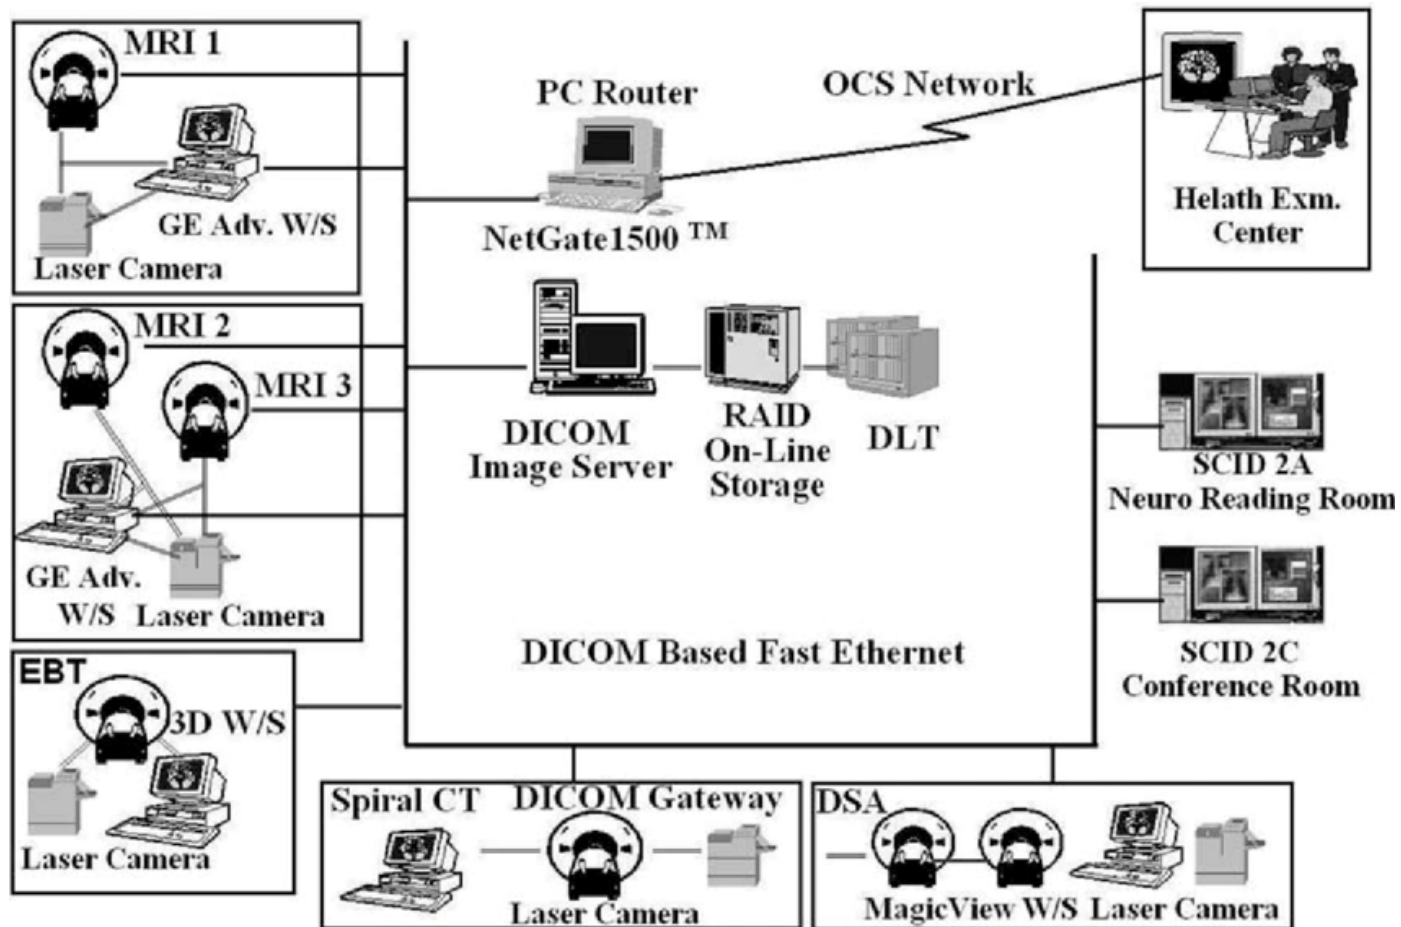 MRI 1
GE Adv. W/S
Laser Camera
PC Router
NetGate1500 TM
OCS Network
Helath Exm.
Center
MRI 2
MRI 3
GE Adv.
W/S Laser Camera
DICOM
Image Server
RAID
On-Line
Storage
DLT
SCID 2A
Neuro Reading Room
SCID 2C
Conference Room
DICOM Based Fast Ethernet
EBT
3D W/S
Laser Camera
Spiral CT DICOM Gateway
Laser Camera
DSA
MagicView W/S Laser Camera